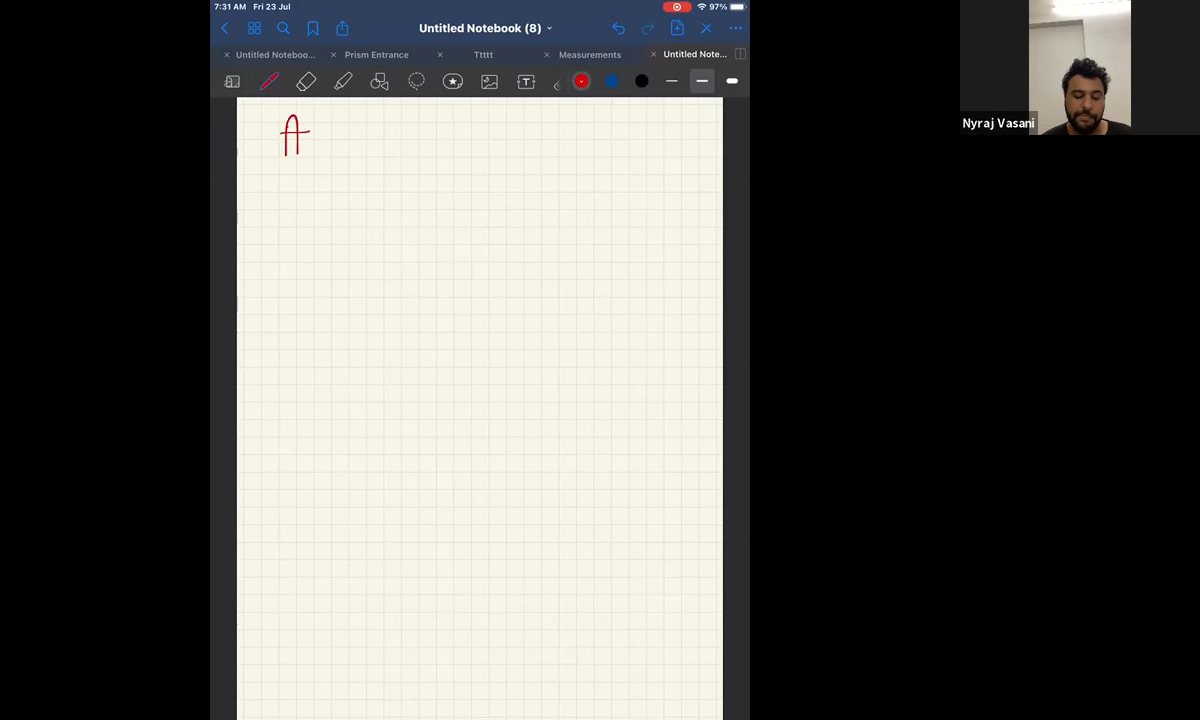 7:31 AM Fri 23 Jul 97%
Untitled Notebook (8)
Untitled Noteboo... Prism Entrance Ttttt Measurements Untitled Note...
T
A
Nyraj Vasani